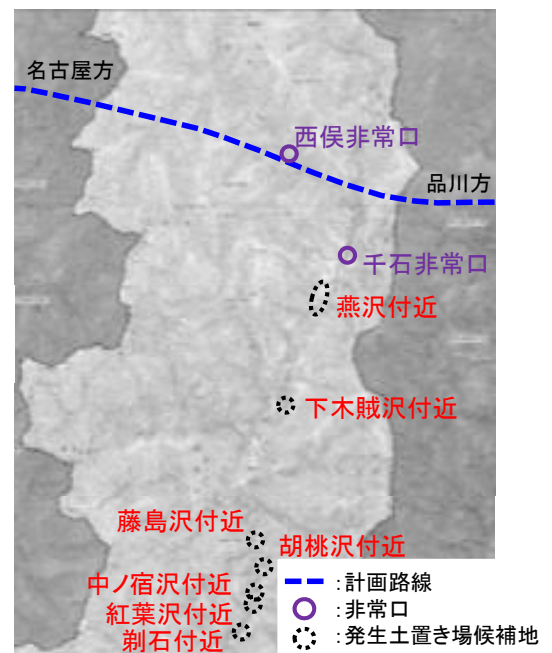 名古屋方
西俣非常口
品川方
千石非常口
燕沢付近
下木賊沢付近
藤島沢付近
胡桃沢付近
中ノ宿沢付近
紅葉沢付近
剃石付近
:計画路線
:非常口
:発生土置き場候補地